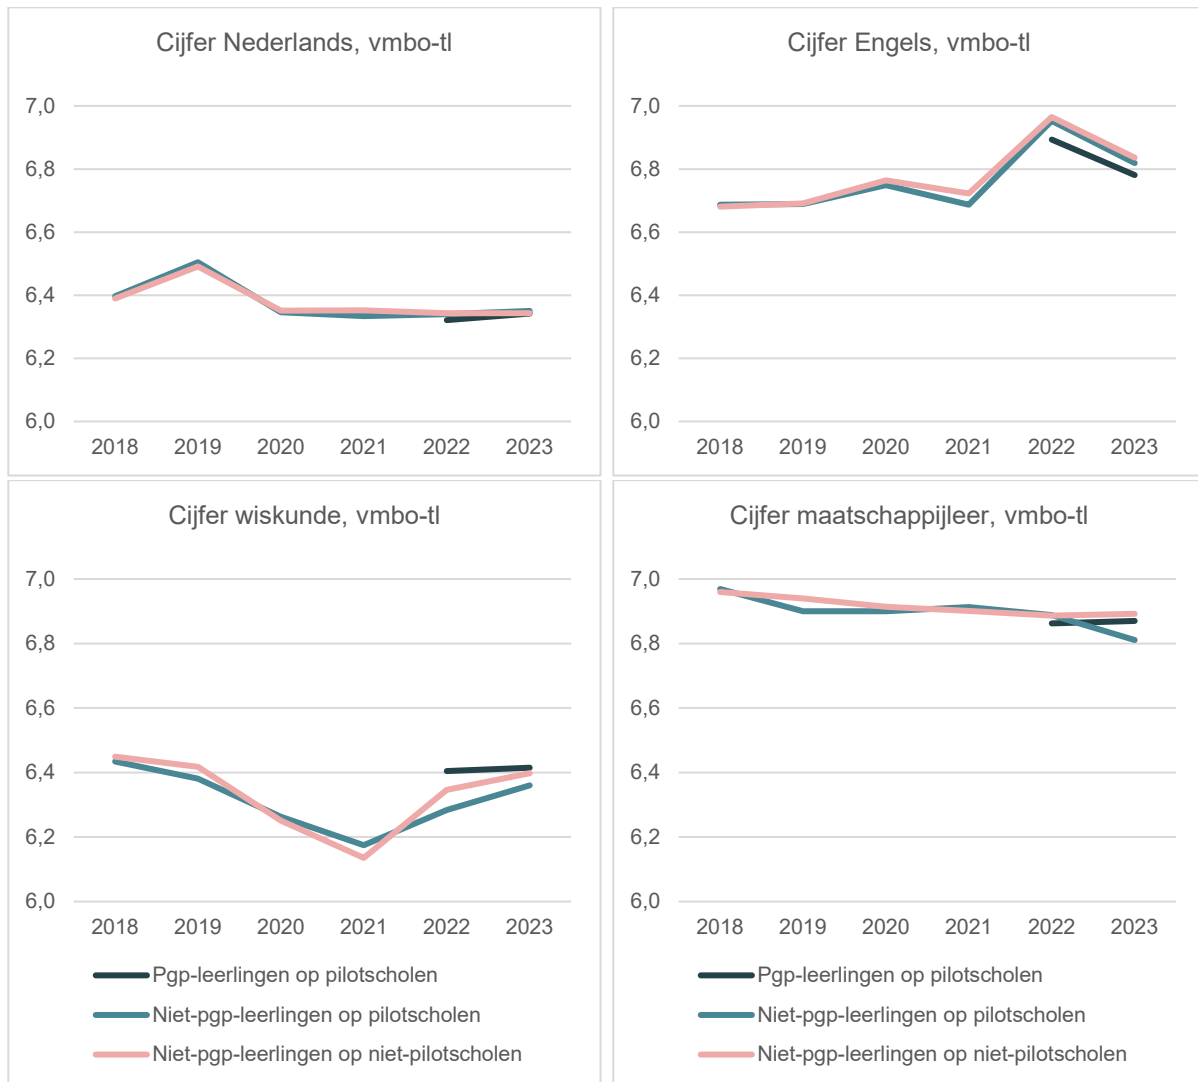 Cijfer Nederlands, vmbo-tl
7,0
6,8
6,6
6,4
6,2
6,0
2018 2019 2020 2021 2022 2023
Cijfer Engels, vmbo-tl
7,0
6,8
6,6
6,4
6,2
6,0
2018 2019 2020 2021 2022 2023
Cijfer wiskunde, vmbo-tl
7,0
6,8
6,6
6,4
6,2
6,0
2018 2019 2020 2021 2022 2023
Pgp-leerlingen op pilotscholen
Niet-pgp-leerlingen op pilotscholen
Niet-pgp-leerlingen op niet-pilotscholen
Cijfer maatschappijleer, vmbo-tl
7,0
6,8
6,6
6,4
6,2
6,0
2018 2019 2020 2021 2022 2023
Pgp-leerlingen op pilotscholen
Niet-pgp-leerlingen op pilotscholen
Niet-pgp-leerlingen op niet-pilotscholen